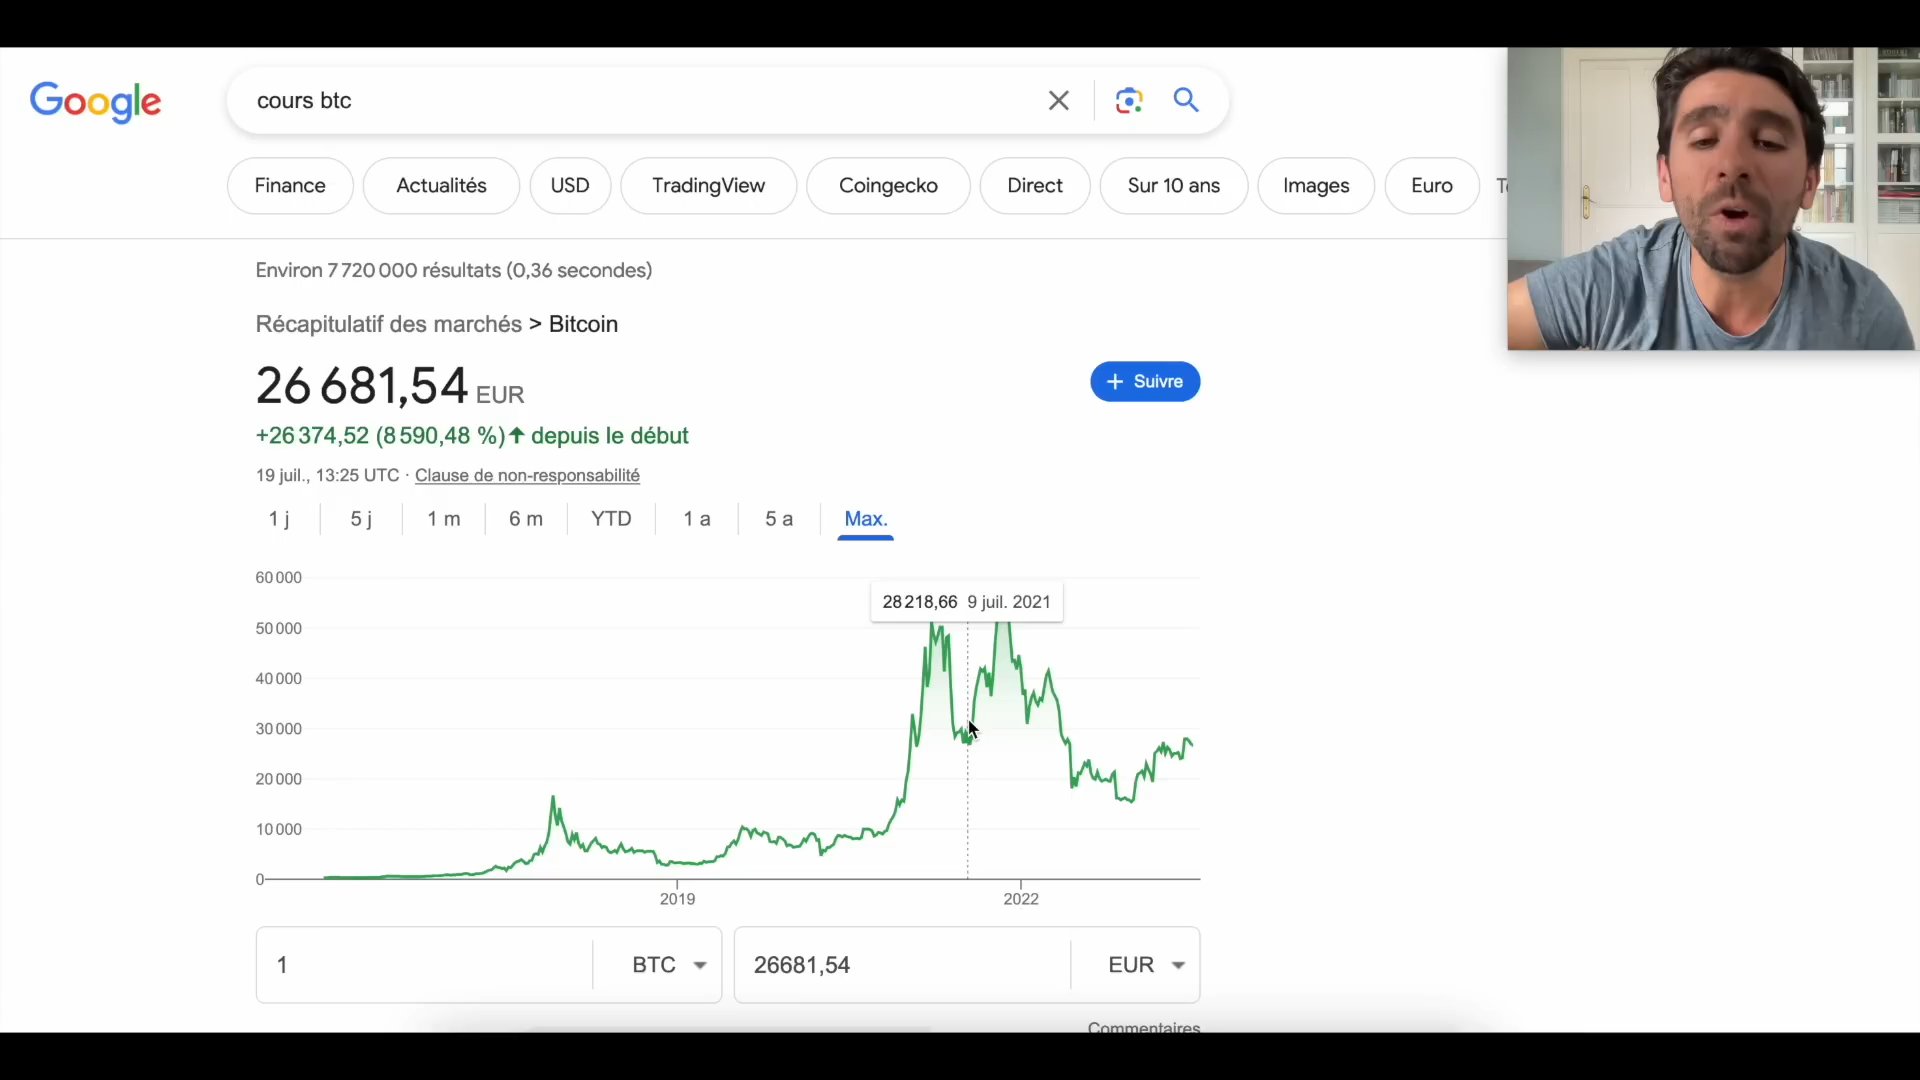 Google
cours btc
Finance
Actualités
USD
TradingView
Coingecko
Direct
Sur 10 ans
Images
Euro
Environ 7 720 000 résultats (0,36 secondes)
Récapitulatif des marchés > Bitcoin
26 681,54 EUR
+ Suivre
+26 374,52 (8 590,48 %) ↑ depuis le début
19 juil., 13:25 UTC · Clause de non-responsabilité
1 j
5 j
1 m
6 m
YTD
1 a
5 a
Max.
60 000
28 218,66 9 juil. 2021
50 000
40 000
30 000
20 000
10 000
0
2019
2022
1
BTC
26681,54
EUR
Commentaires